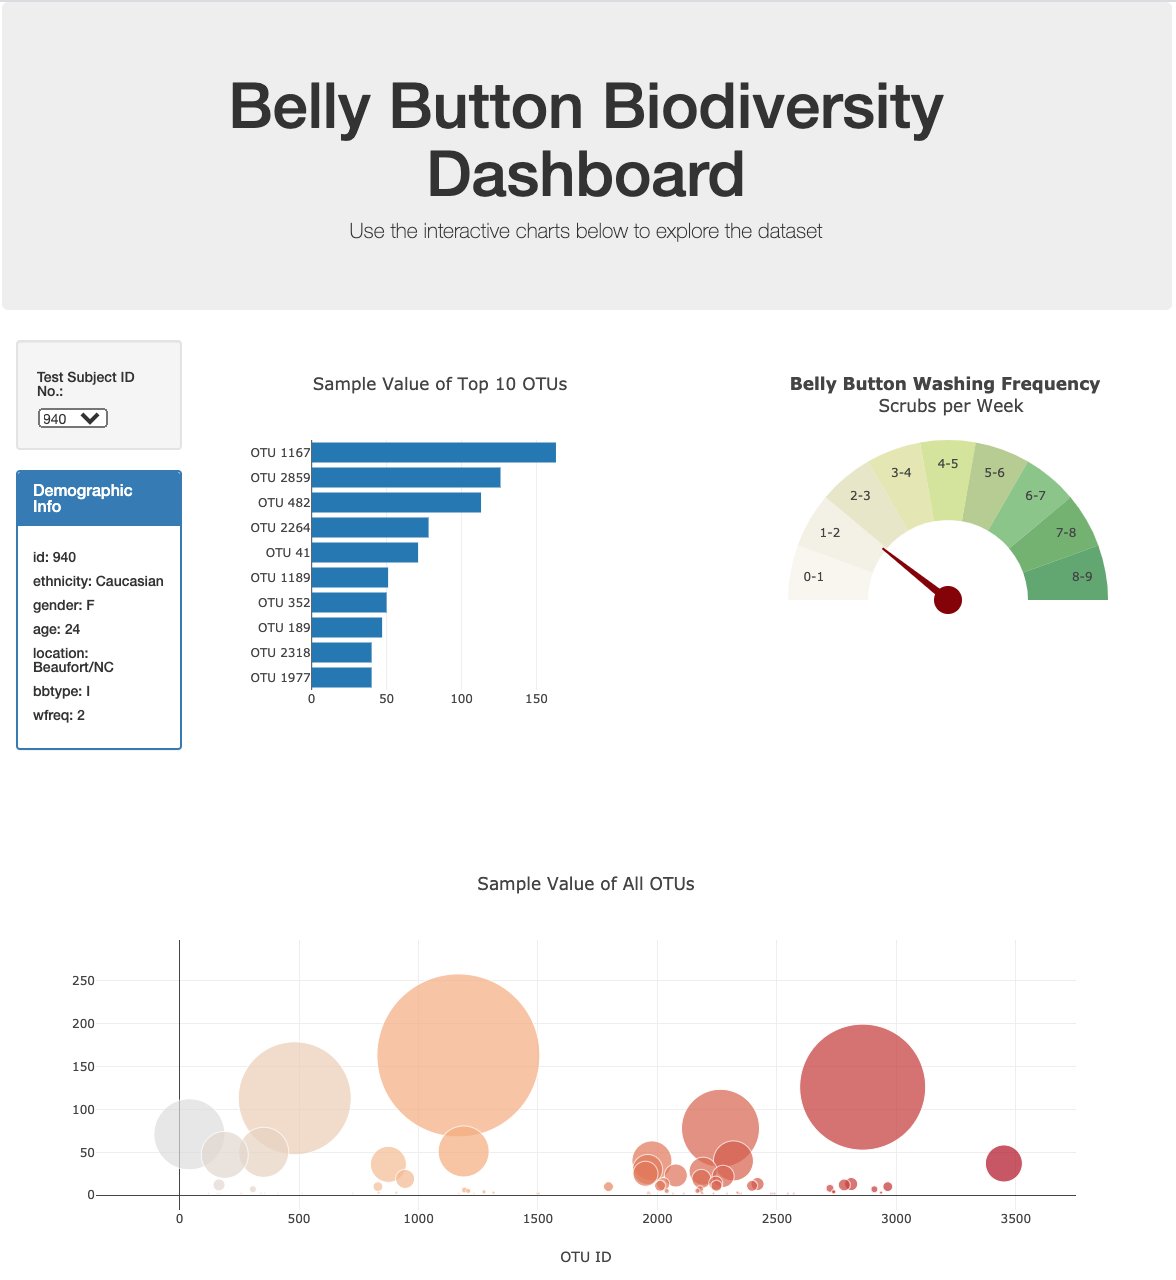 Belly Button Biodiversity
Dashboard
Use the interactive charts below to explore the dataset
Test Subject ID
No.:
940
Demographic
Info
id: 940
ethnicity: Caucasian
gender: F
age: 24
location:
Beaufort/NC
bbtype: I
wfreq: 2
Sample Value of Top 10 OTUs
OTU 1167
OTU 2859
OTU 482
OTU 2264
OTU 41
OTU 1189
OTU 352
OTU 189
OTU 2318
OTU 1977
0 50 100 150
Belly Button Washing Frequency
Scrubs per Week
0-1
1-2
2-3
3-4
4-5
5-6
6-7
7-8
8-9
Sample Value of All OTUs
250
200
150
100
50
0
0 500 1000 1500 2000 2500 3000 3500
OTU ID